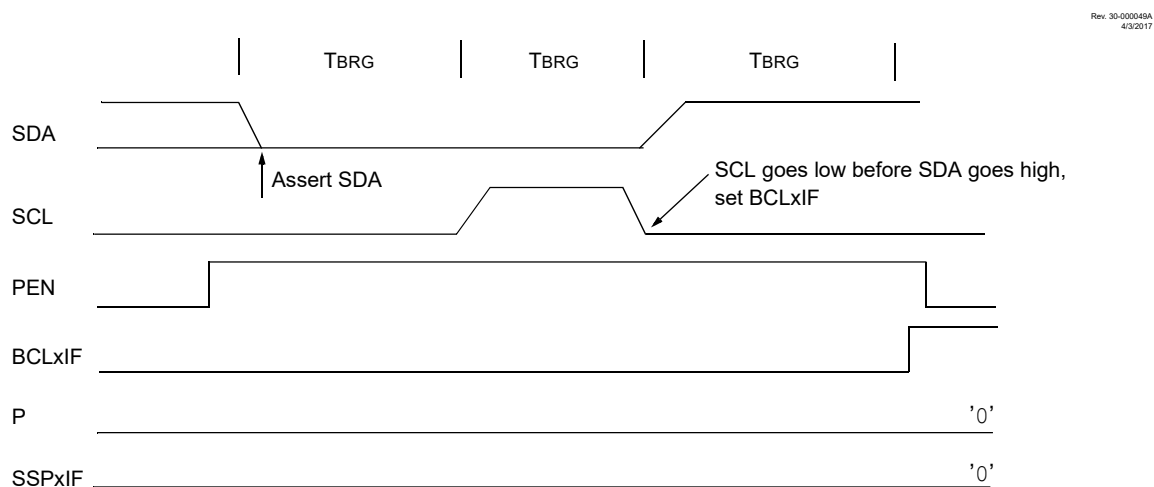 Rev. 30-000049A
4/3/2017
TBRG TBRG TBRG
SDA
Assert SDA
SCL goes low before SDA goes high,
set BCLxIF
SCL
PEN
BCLxIF
P '0'
SSPxIF '0'